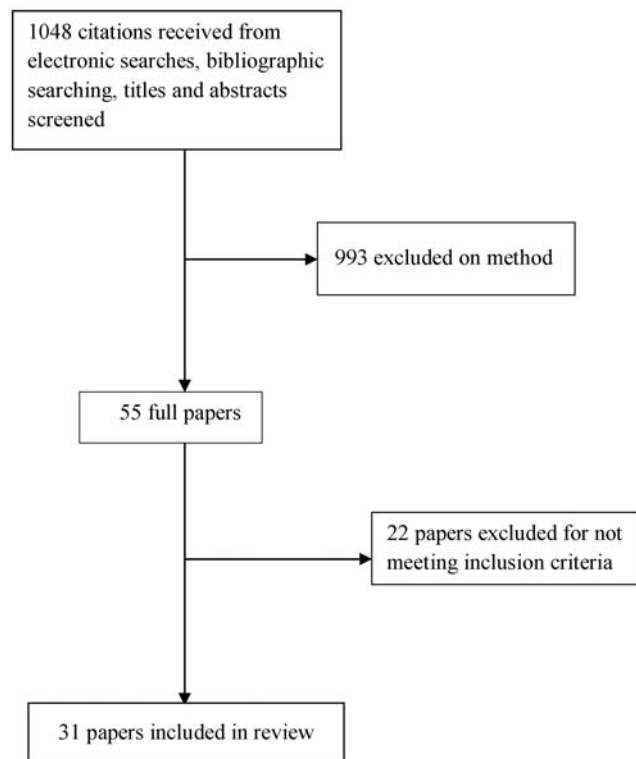 1048 citations received from
electronic searches, bibliographic
searching, titles and abstracts
screened
993 excluded on method
55 full papers
22 papers excluded for not
meeting inclusion criteria
31 papers included in review